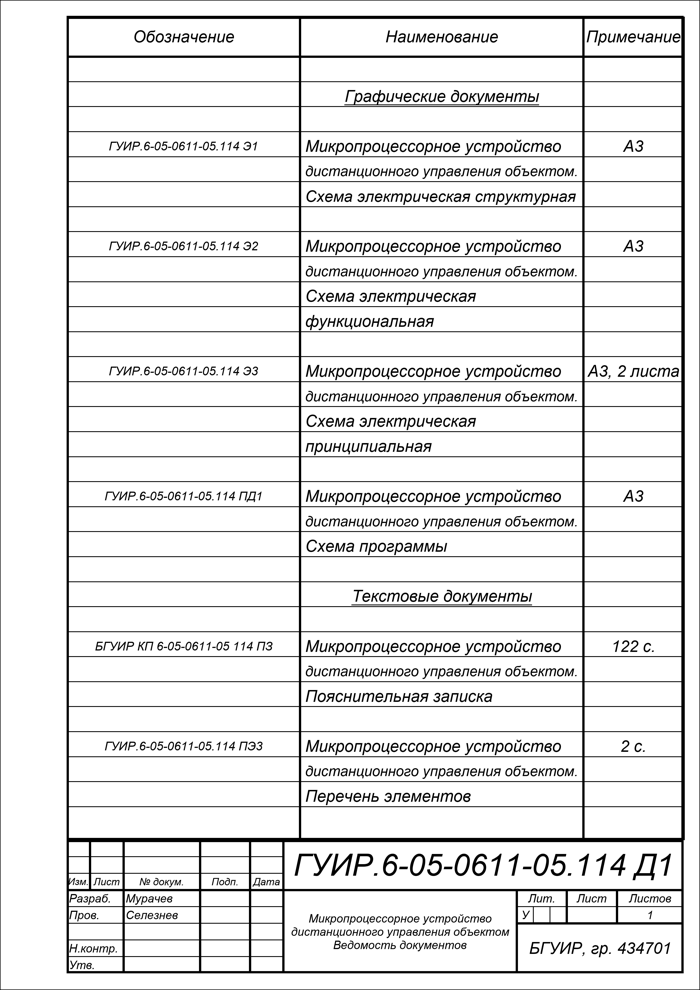 Обозначение Наименование Примечание
Графические документы
ГУИР.6-05-0611-05.114 Э1 Микропроцессорное устройство А3
дистанционного управления объектом.
Схема электрическая структурная
ГУИР.6-05-0611-05.114 Э2 Микропроцессорное устройство А3
дистанционного управления объектом.
Схема электрическая
функциональная
ГУИР.6-05-0611-05.114 Э3 Микропроцессорное устройство А3, 2 листа
дистанционного управления объектом.
Схема электрическая
принципиальная
ГУИР.6-05-0611-05.114 ПД1 Микропроцессорное устройство А3
дистанционного управления объектом.
Схема программы
Текстовые документы
БГУИР КП 6-05-0611-05 114 ПЗ Микропроцессорное устройство 122 с.
дистанционного управления объектом.
Пояснительная записка
ГУИР.6-05-0611-05.114 ПЭ3 Микропроцессорное устройство 2 с.
дистанционного управления объектом.
Перечень элементов
ГУИР.6-05-0611-05.114 Д1
Изм. Лист № докум. Подп. Дата
Разраб. Мурачев
Пров. Селезнев
Н.контр.
Утв.
Микропроцессорное устройство
дистанционного управления объектом
Ведомость документов
Лит. Лист Листов
У 1
БГУИР, гр. 434701